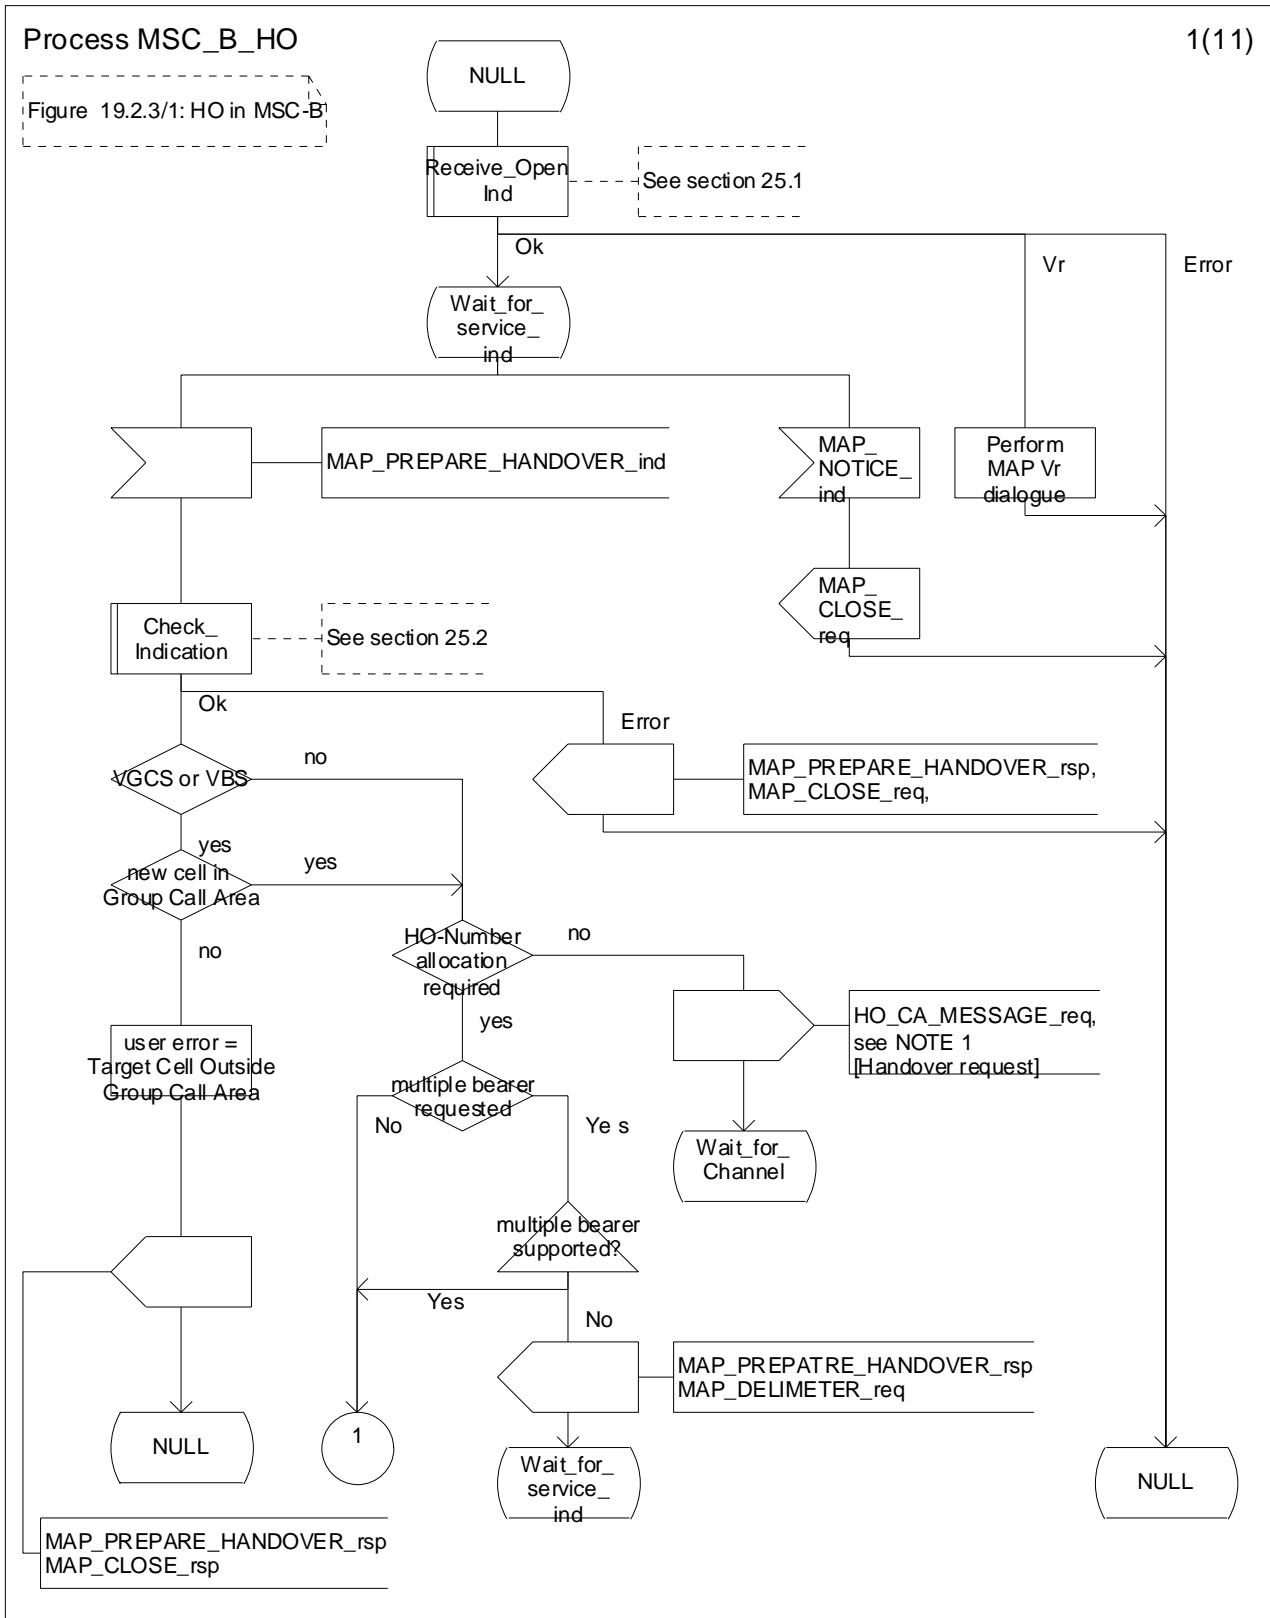 Process MSC_B_HO
1(11)
Figure 19.2.3/1: HO in MSC-B
NULL
Receive_Open
Ind
See section 25.1
Ok
Vr
Error
Wait_for_
service_
ind
MAP_PREPARE_HANDOVER_ind
MAP_
NOTICE_
ind
Perform
MAP Vr
dialogue
MAP_
CLOSE_
req
Check_
Indication
See section 25.2
Ok
Error
VGCS or VBS
no
MAP_PREPARE_HANDOVER_rsp,
MAP_CLOSE_req,
yes
new cell in
Group Call Area
yes
no
HO-Number
allocation
required
no
yes
HO_CA_MESSAGE_req,
see NOTE 1
[Handover request]
user error =
Target Cell Outside
Group Call Area
multiple bearer
requested
No
Ye s
Wait_for_
Channel
multiple bearer
supported?
Yes
No
MAP_PREPATRE_HANDOVER_rsp
MAP_DELIMETER_req
NULL
1
Wait_for_
service_
ind
NULL
MAP_PREPARE_HANDOVER_rsp
MAP_CLOSE_rsp